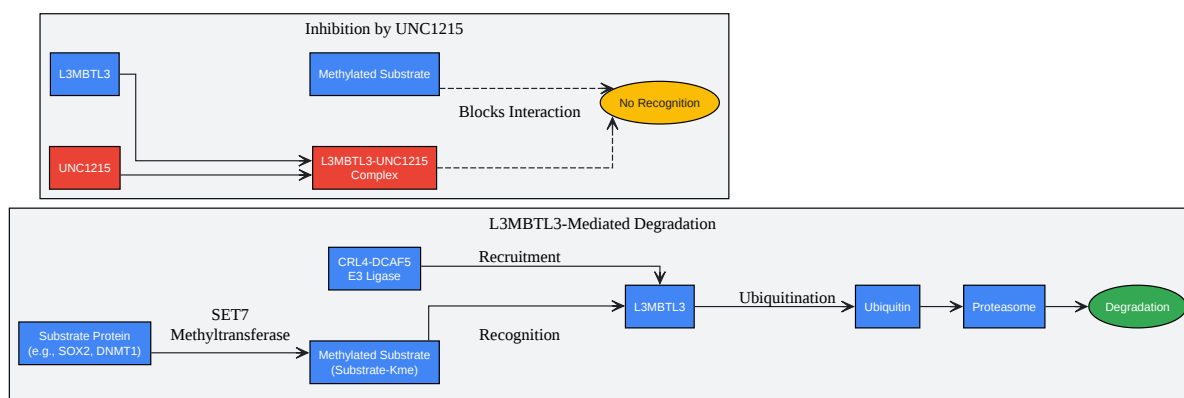 Inhibition by UNC1215
L3MBTL3
Methylated Substrate
No Recognition
Blocks Interaction
UNC1215
L3MBTL3-UNC1215
Complex
L3MBTL3-Mediated Degradation
CRL4-DCAF5
E3 Ligase
Recruitment
L3MBTL3
Ubiquitination
Ubiquitin
Proteasome
Degradation
SET7
Methyltransferase
Recognition
Substrate Protein
(e.g., SOX2, DNMT1)
Methylated Substrate
(Substrate-Kme)